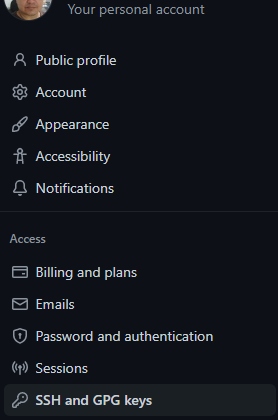 Your personal account
Public profile
Account
Appearance
Accessibility
Notifications
Access
Billing and plans
Emails
Password and authentication
Sessions
SSH and GPG keys